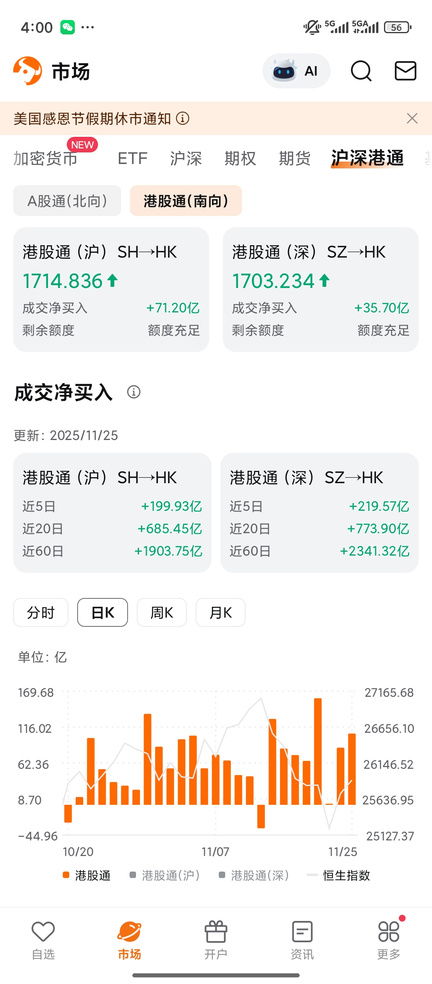 4:00 5G 5GA 56
市场 AI
美国感恩节假期休市通知
加密货币 NEW ETF 沪深 期权 期货 沪深港通
A股通(北向) 港股通(南向)
港股通（沪）SH→HK 港股通（深）SZ→HK
1714.836 1703.234
成交净买入 +71.20亿 成交净买入 +35.70亿
剩余额度 额度充足 剩余额度 额度充足
成交净买入
更新: 2025/11/25
港股通（沪）SH→HK 港股通（深）SZ→HK
近5日 +199.93亿 近5日 +219.57亿
近20日 +685.45亿 近20日 +773.90亿
近60日 +1903.75亿 近60日 +2341.32亿
分时 日K 周K 月K
单位: 亿
169.68 27165.68
116.02 26656.10
62.36 26146.52
8.70 25636.95
−44.96 25127.37
10/20 11/07 11/25
港股通 港股通(沪) 港股通(深) 恒生指数
自选 市场 开户 资讯 更多